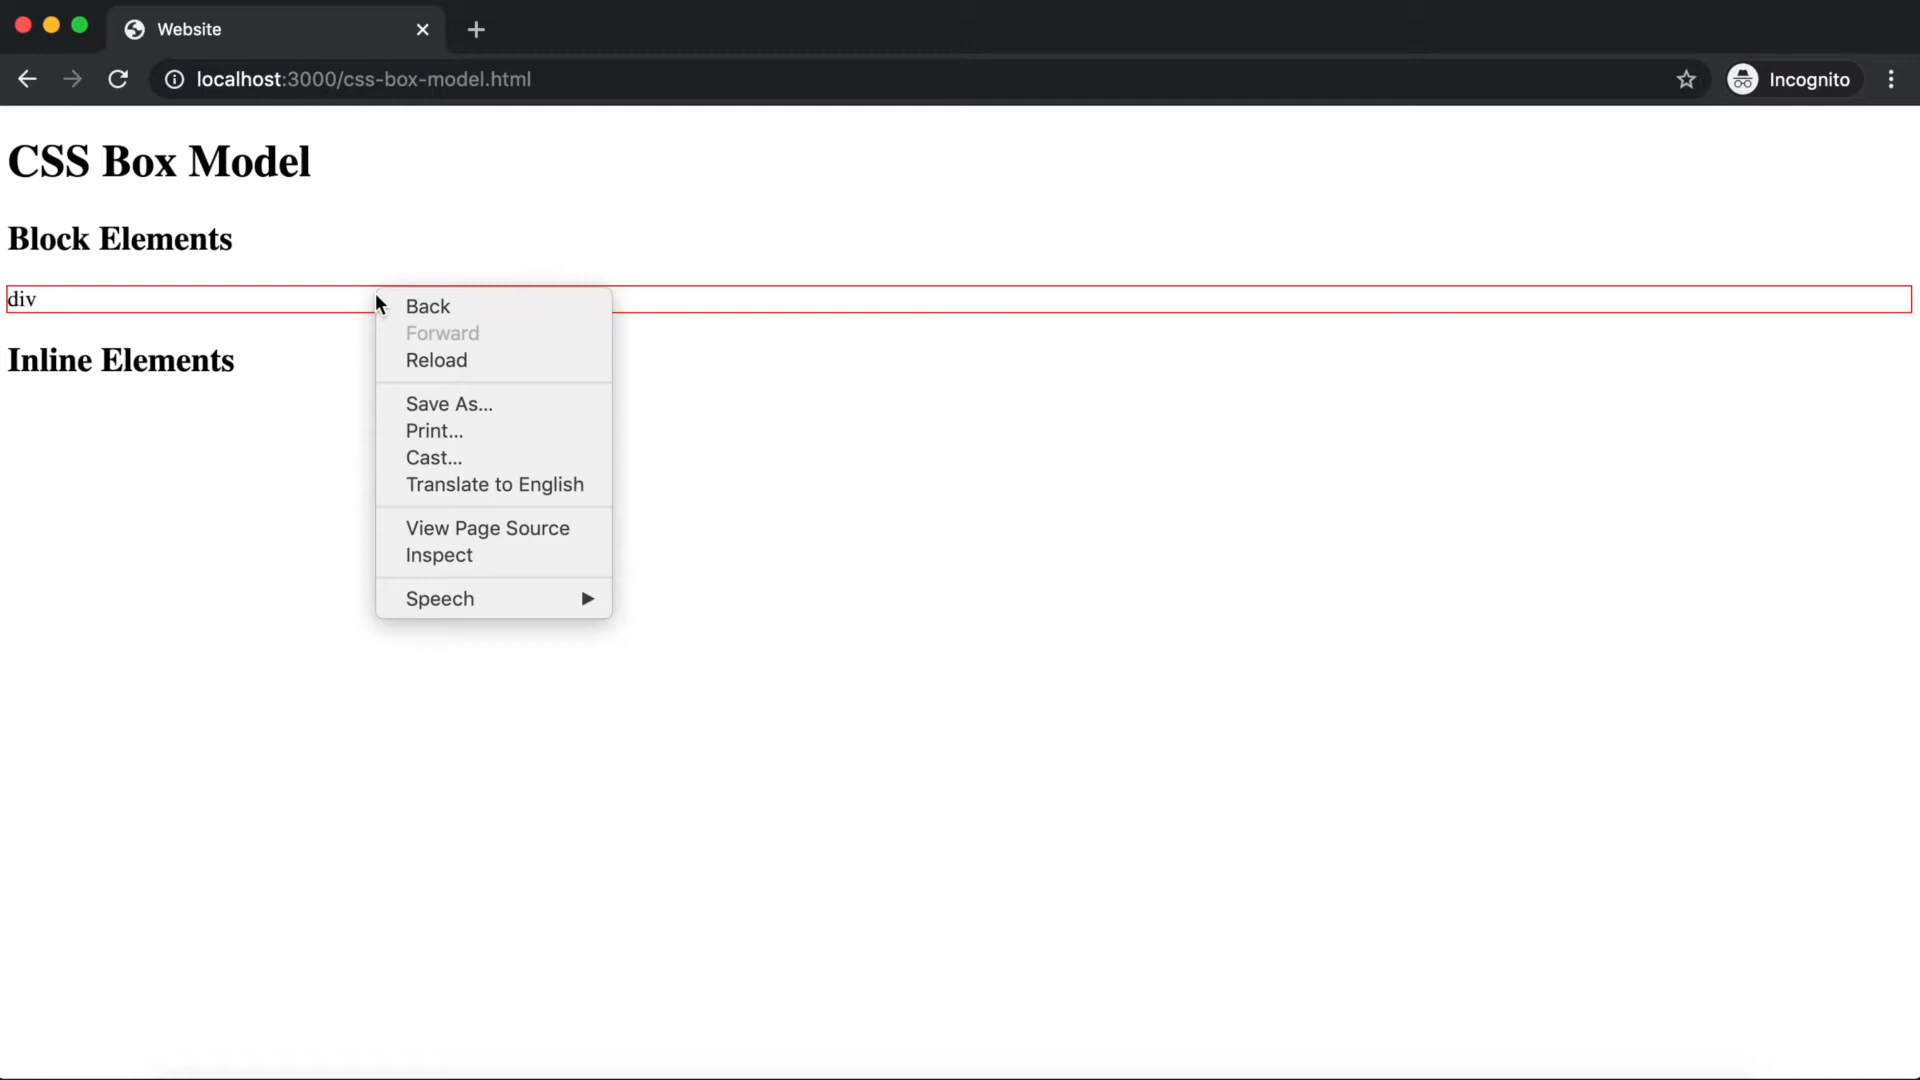 Website
localhost:3000/css-box-model.html
Incognito
CSS Box Model
Block Elements
div
Inline Elements
Back
Forward
Reload
Save As...
Print...
Cast...
Translate to English
View Page Source
Inspect
Speech